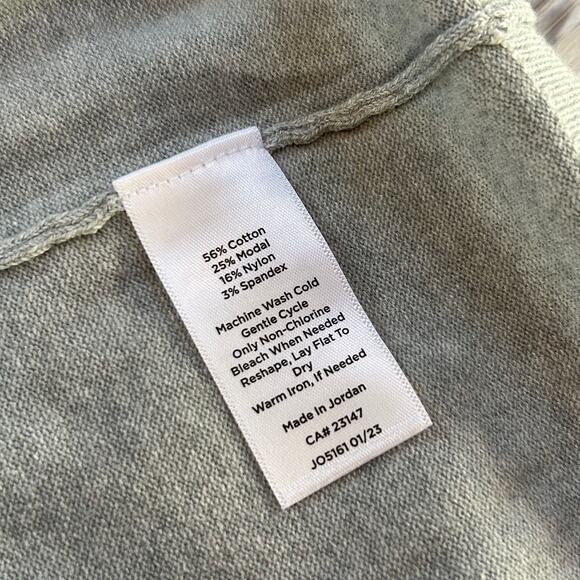 56% Cotton
25% Modal
16% Nylon
3% Spandex
Machine Wash Cold
Gentle Cycle
Only Non-Chlorine
Bleach When Needed
Reshape, Lay Flat To
Dry
Warm Iron, If Needed
Made in Jordan
CA# 23147
JO5161 01/23